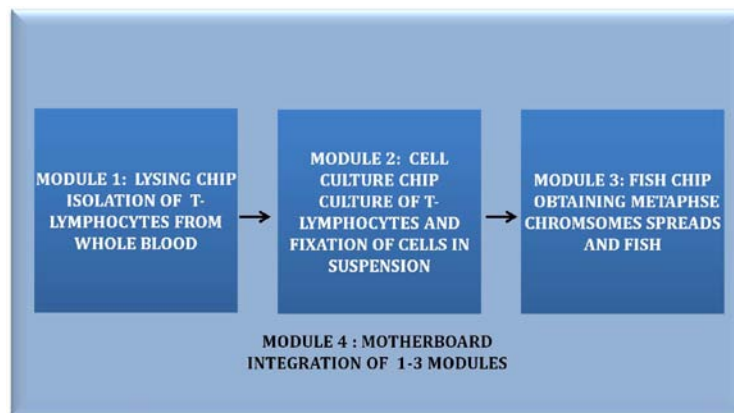 MODULE 1: LYSING CHIP
ISOLATION OF T-
LYMPHOCYTES FROM
WHOLE BLOOD
MODULE 2: CELL
CULTURE CHIP
CULTURE OF T-
LYMPHOCYTES AND
FIXATION OF CELLS IN
SUSPENSION
MODULE 3: FISH CHIP
OBTAINING METAPHSE
CHROMSOMES SPREADS
AND FISH
MODULE 4 : MOTHERBOARD
INTEGRATION OF 1-3 MODULES